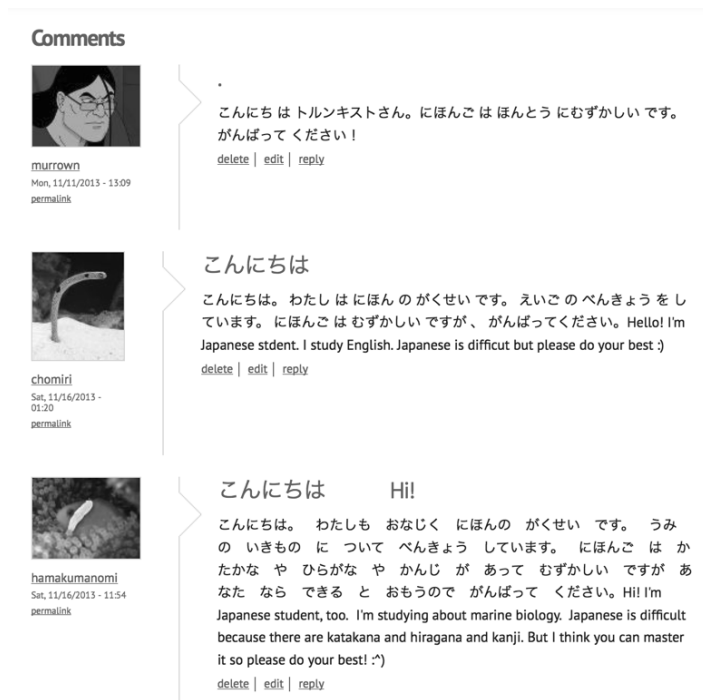 Comments
.
こんにち は トルンキストさん。にほんご は ほんとう にむずかしい です。
がんばって ください！
delete | edit | reply
murrown
Mon, 11/11/2013 - 13:09
permalink
こんにちは
こんにちは。 わたし は にほん の がくせい です。 えいご の べんきょう を し
ています。 にほんご は むずかしい ですが 、 がんばってください。Hello! I'm
Japanese stdent. I study English. Japanese is difficut but please do your best :)
delete | edit | reply
chomiri
Sat, 11/16/2013 -
01:20
permalink
こんにちは　　Hi!
こんにちは。　わたしも　おなじく　にほんの　がくせい　です。　うみ
の　いきもの　に　ついて　べんきょう　しています。　にほんご　は　か
たかな　や　ひらがな　や　かんじ　が　あって　むずかしい　ですが　あ
なた　なら　できる　と　おもうので　がんばって　ください。Hi! I'm
Japanese student, too.  I'm studying about marine biology.  Japanese is difficult
because there are katakana and hiragana and kanji. But I think you can master
it so please do your best! :^)
delete | edit | reply
hamakumanomi
Sat, 11/16/2013 - 11:54
permalink